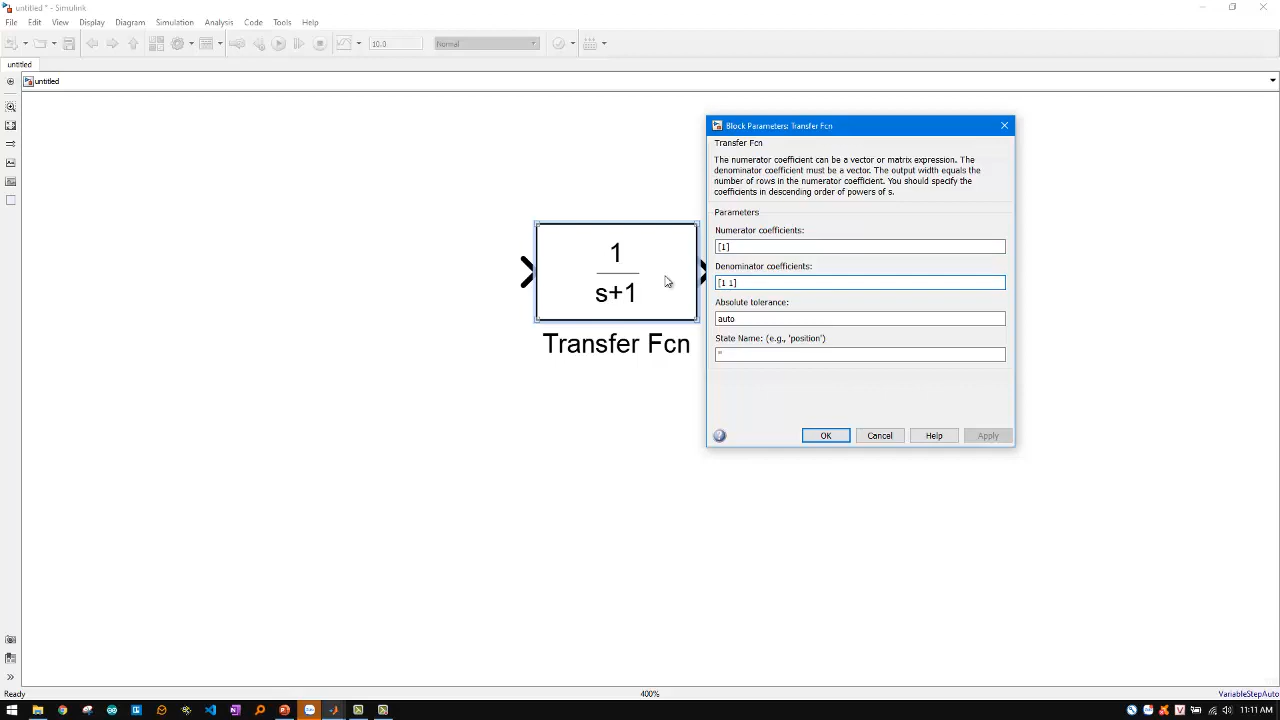 untitled * - Simulink
File Edit View Display Diagram Simulation Analysis Code Tools Help
10.0 Normal
untitled
untitled
Block Parameters: Transfer Fcn
Transfer Fcn
The numerator coefficient can be a vector or matrix expression. The
denominator coefficient must be a vector. The output width equals the
number of rows in the numerator coefficient. You should specify the
coefficients in descending order of powers of s.
Parameters
Numerator coefficients:
[1]
Denominator coefficients:
[1 1]
Absolute tolerance:
auto
State Name: (e.g., 'position')
''
OK Cancel Help Apply
1
s+1
Transfer Fcn
Ready 400% VariableStepAuto
11:11 AM